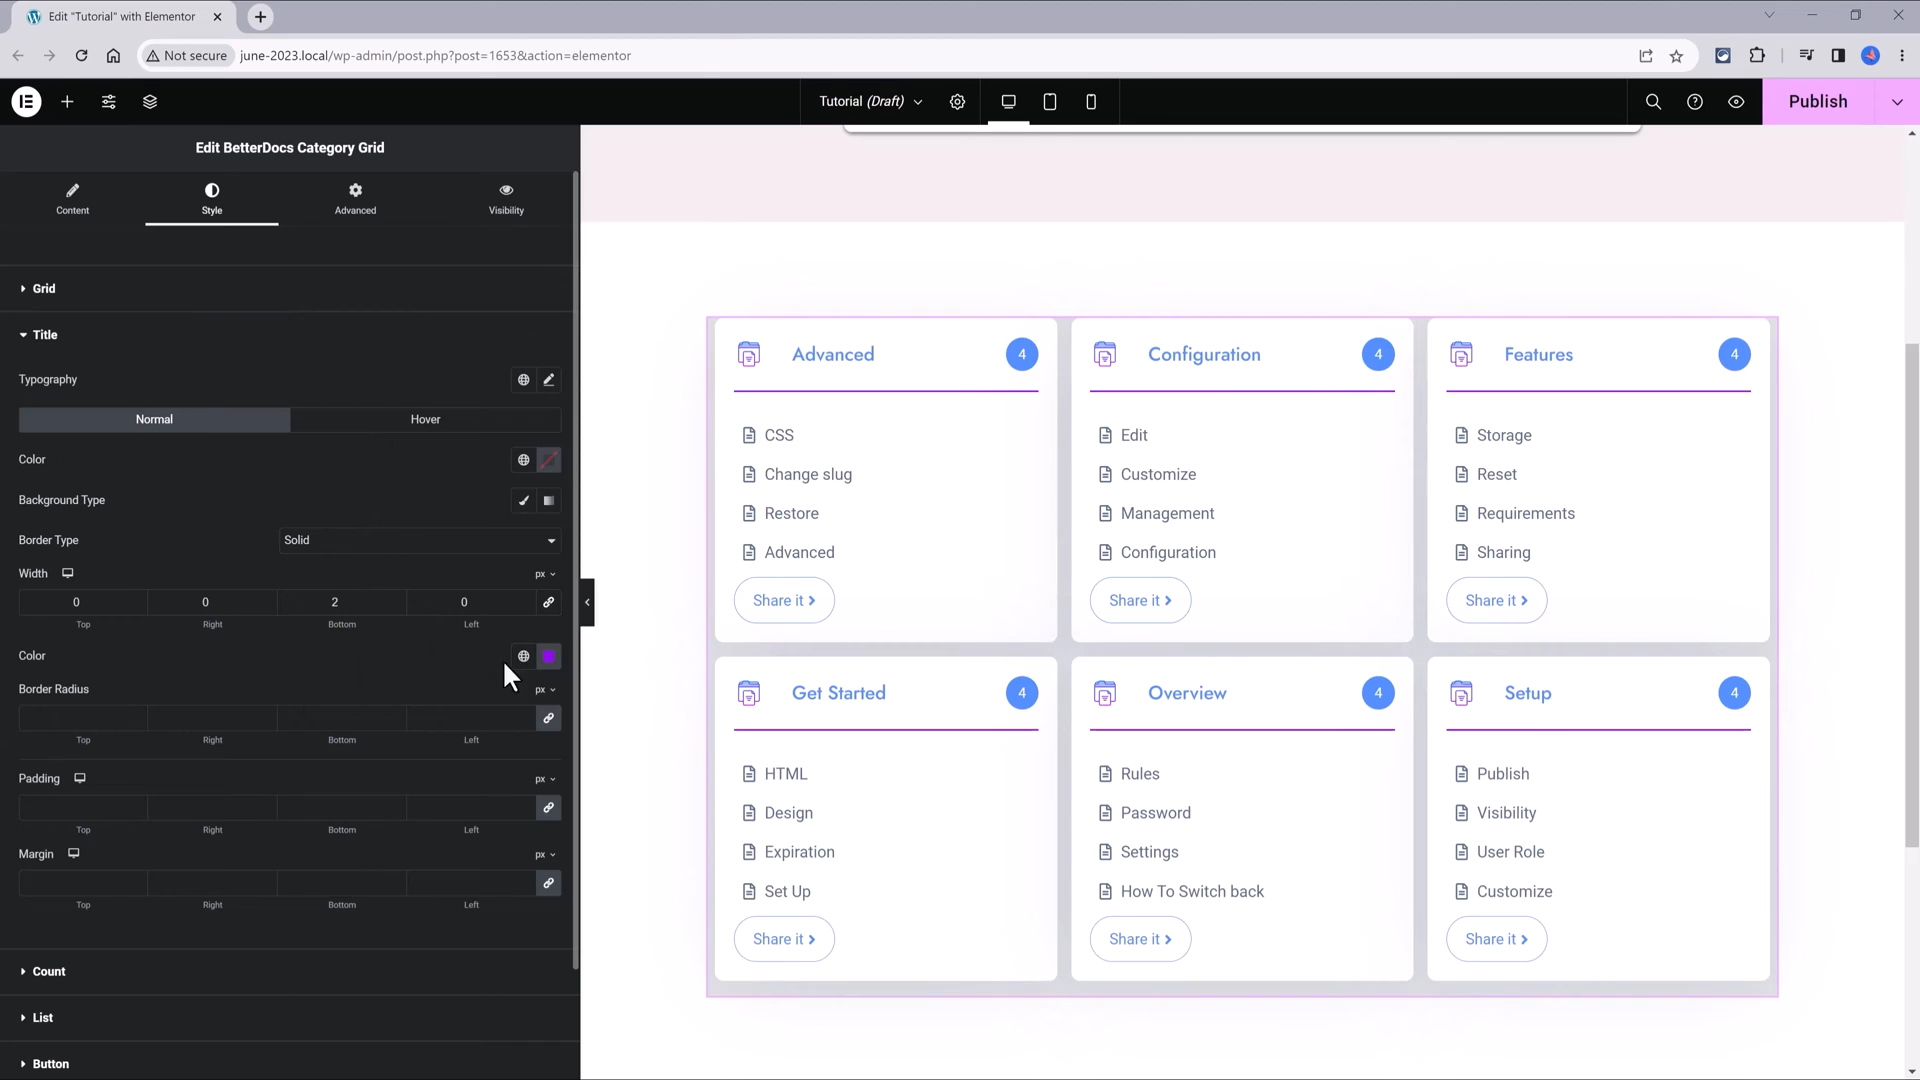 Edit "Tutorial" with Elementor
Not secure june-2023.local/wp-admin/post.php?post=1653&action=elementor
Tutorial (Draft)
Publish
Edit BetterDocs Category Grid
Content Style Advanced Visibility
Grid
Title
Typography
Normal Hover
Color
Background Type
Border Type Solid
Width px
0 0 2 0
Top Right Bottom Left
Color
Border Radius px
Top Right Bottom Left
Padding px
Top Right Bottom Left
Margin px
Top Right Bottom Left
Count
List
Button
Advanced 4
CSS
Change slug
Restore
Advanced
Share it
Configuration 4
Edit
Customize
Management
Configuration
Share it
Features 4
Storage
Reset
Requirements
Sharing
Share it
Get Started 4
HTML
Design
Expiration
Set Up
Share it
Overview 4
Rules
Password
Settings
How To Switch back
Share it
Setup 4
Publish
Visibility
User Role
Customize
Share it